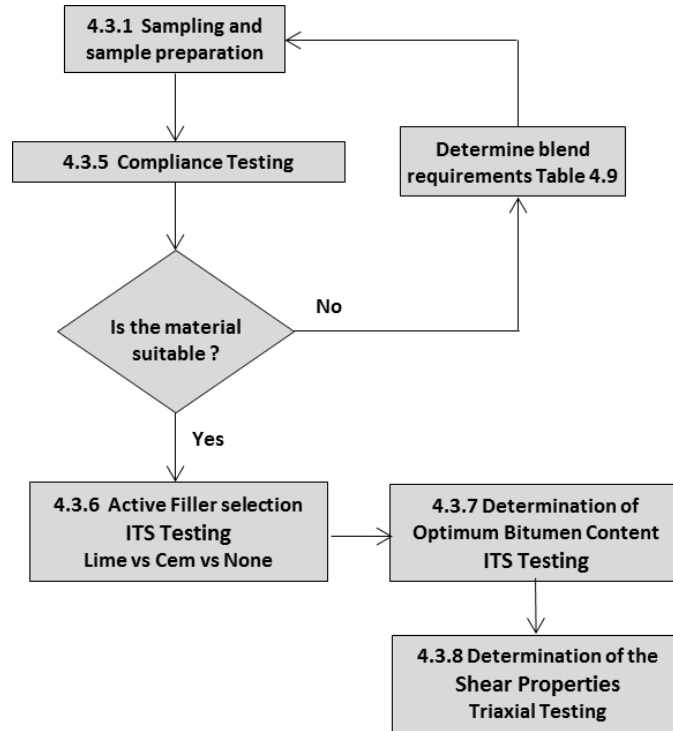 4.3.1 Sampling and
sample preparation
4.3.5 Compliance Testing
Determine blend
requirements Table 4.9
Is the material
suitable ?
No
Yes
4.3.6 Active Filler selection
ITS Testing
Lime vs Cem vs None
4.3.7 Determination of
Optimum Bitumen Content
ITS Testing
4.3.8 Determination of the
Shear Properties
Triaxial Testing